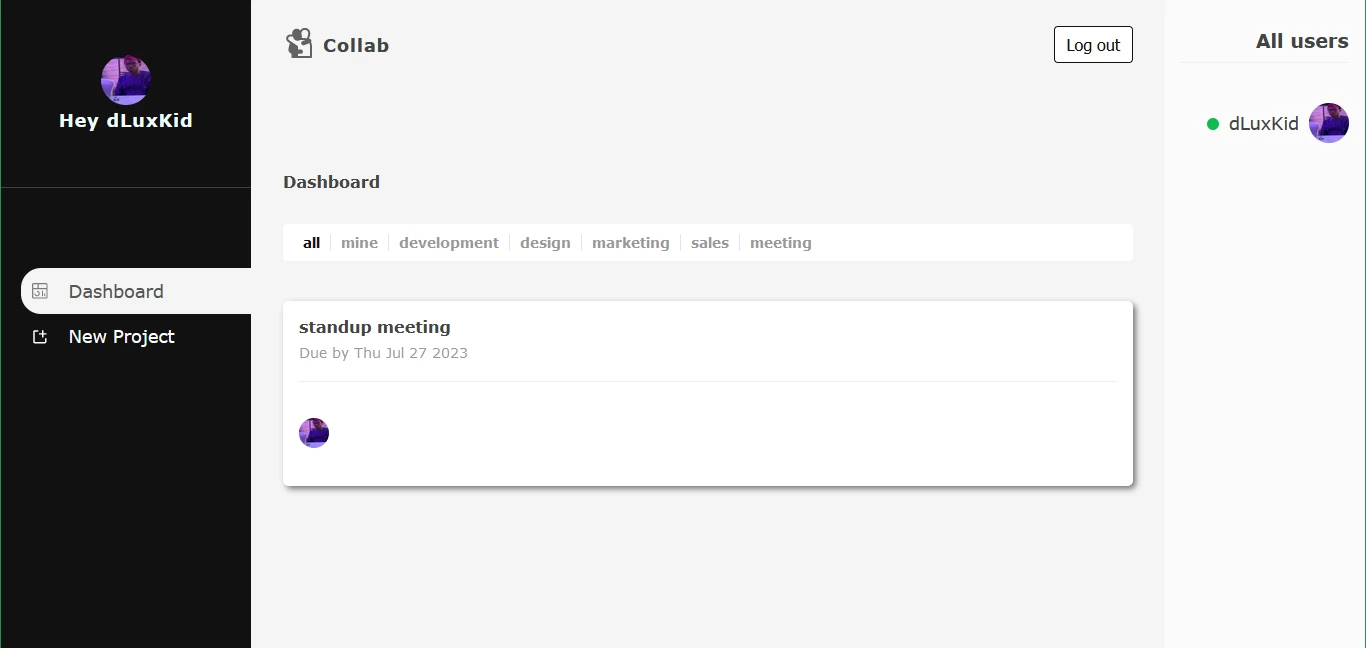 Hey dLuxKid
Dashboard
New Project
Collab
Log out
Dashboard
all mine development design marketing sales meeting
standup meeting
Due by Thu Jul 27 2023
All users
dLuxKid